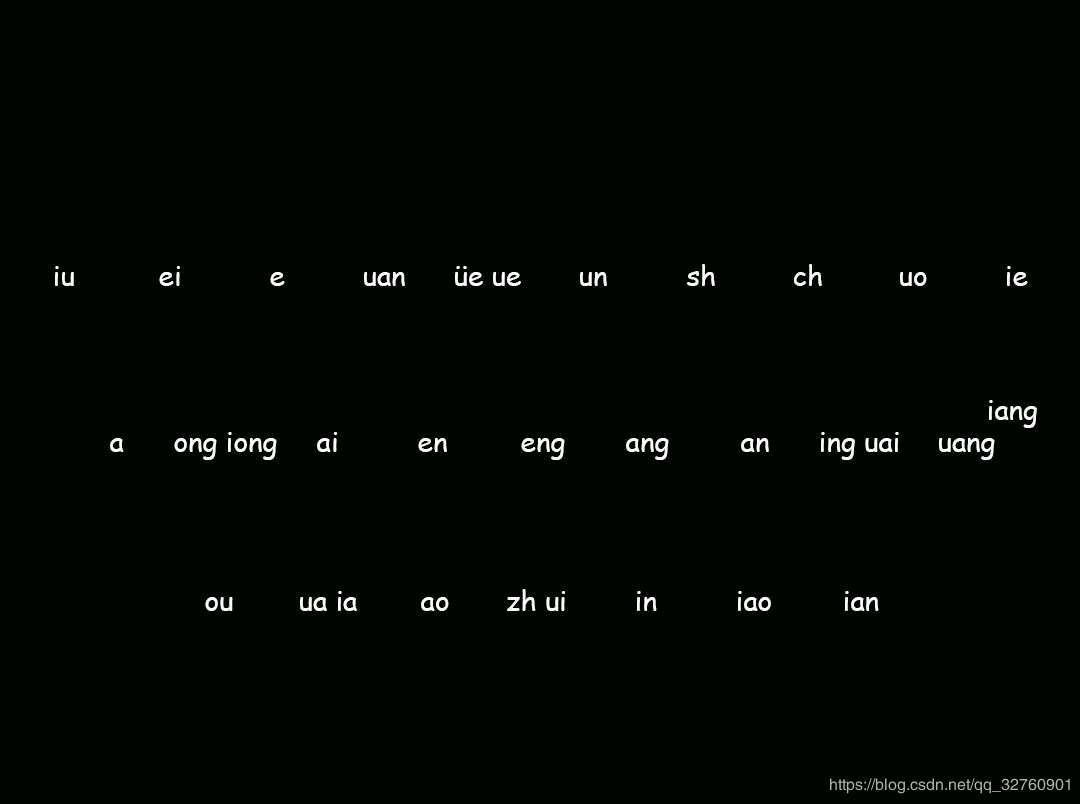 iu ei e uan üe ue un sh ch uo ie
iang
a ong iong ai en eng ang an ing uai uang
ou ua ia ao zh ui in iao ian
https://blog.csdn.net/qq_32760901